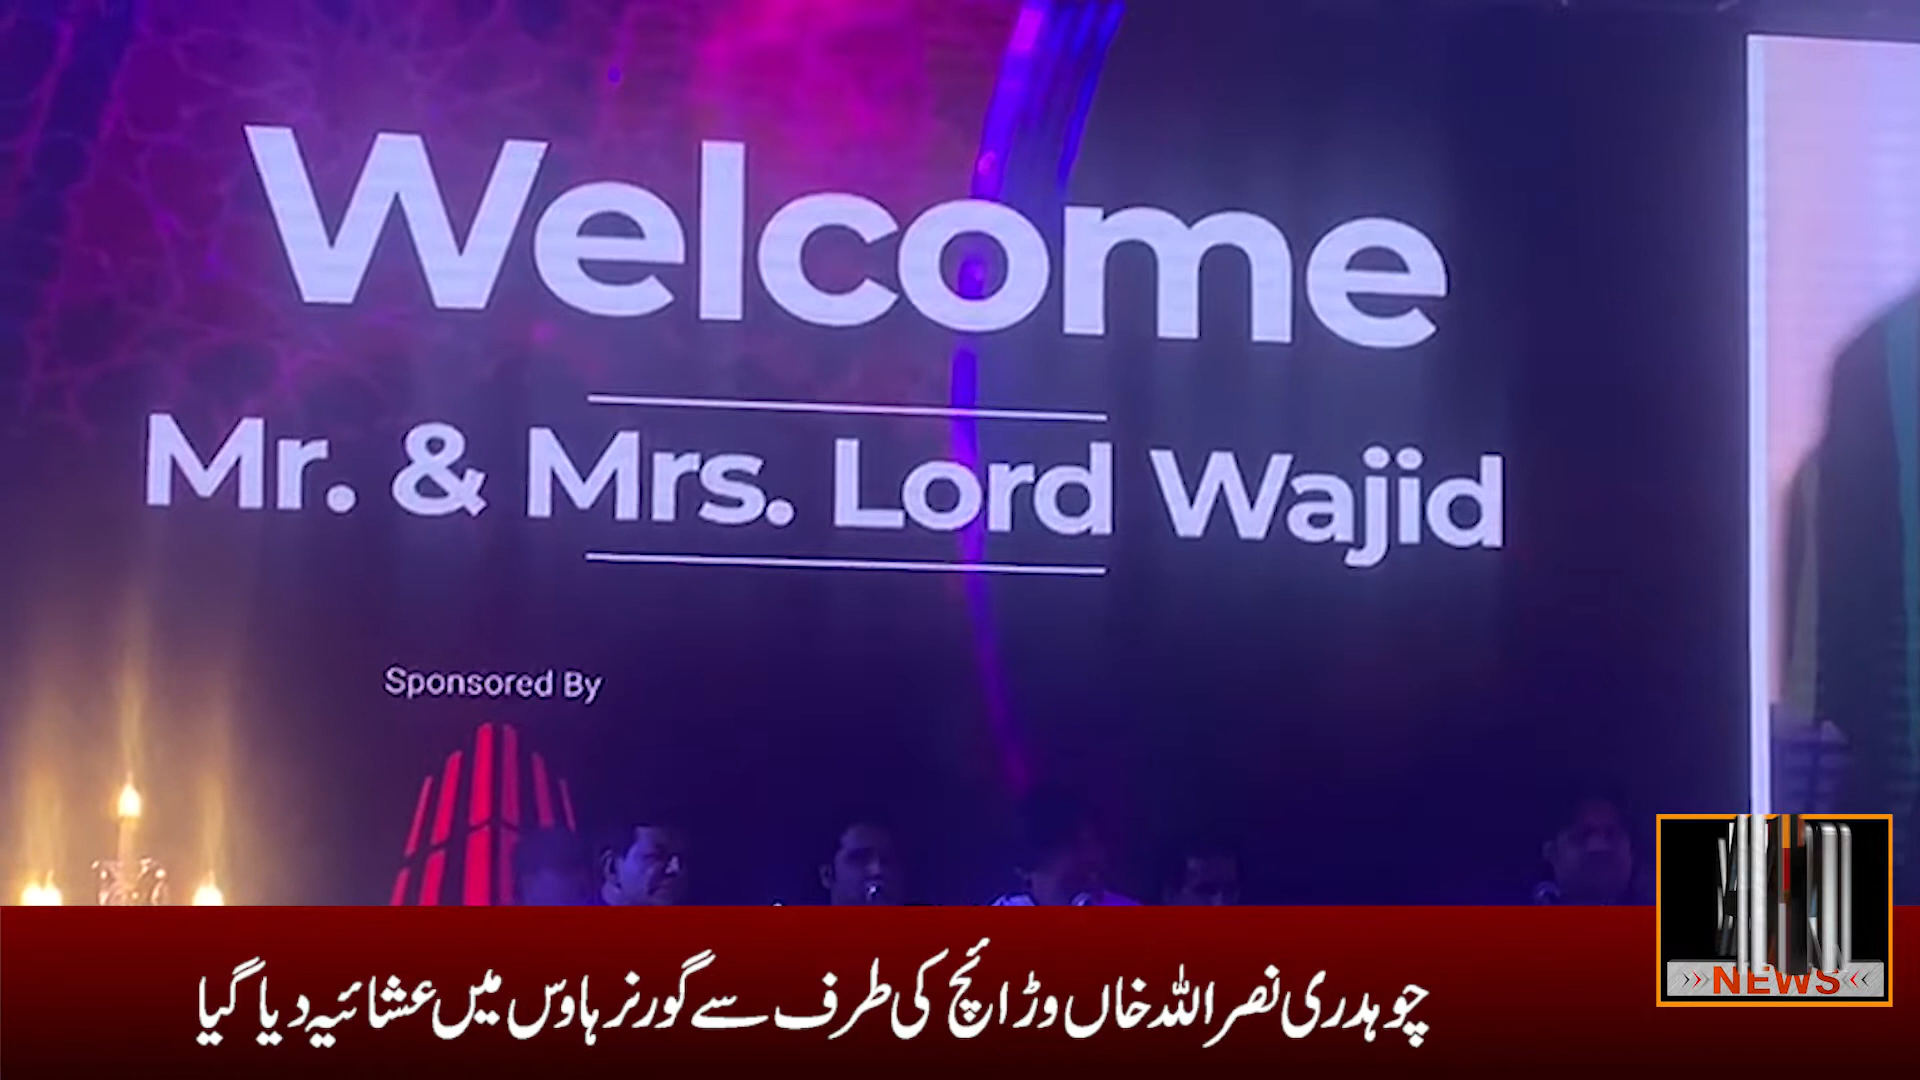 Welcome
Mr. & Mrs. Lord Wajid
Sponsored By
چوہدری نصراللہ خاں وڑائچ کی طرف سے گورنر ہاوس میں عشائیہ دیا گیا
NEWS